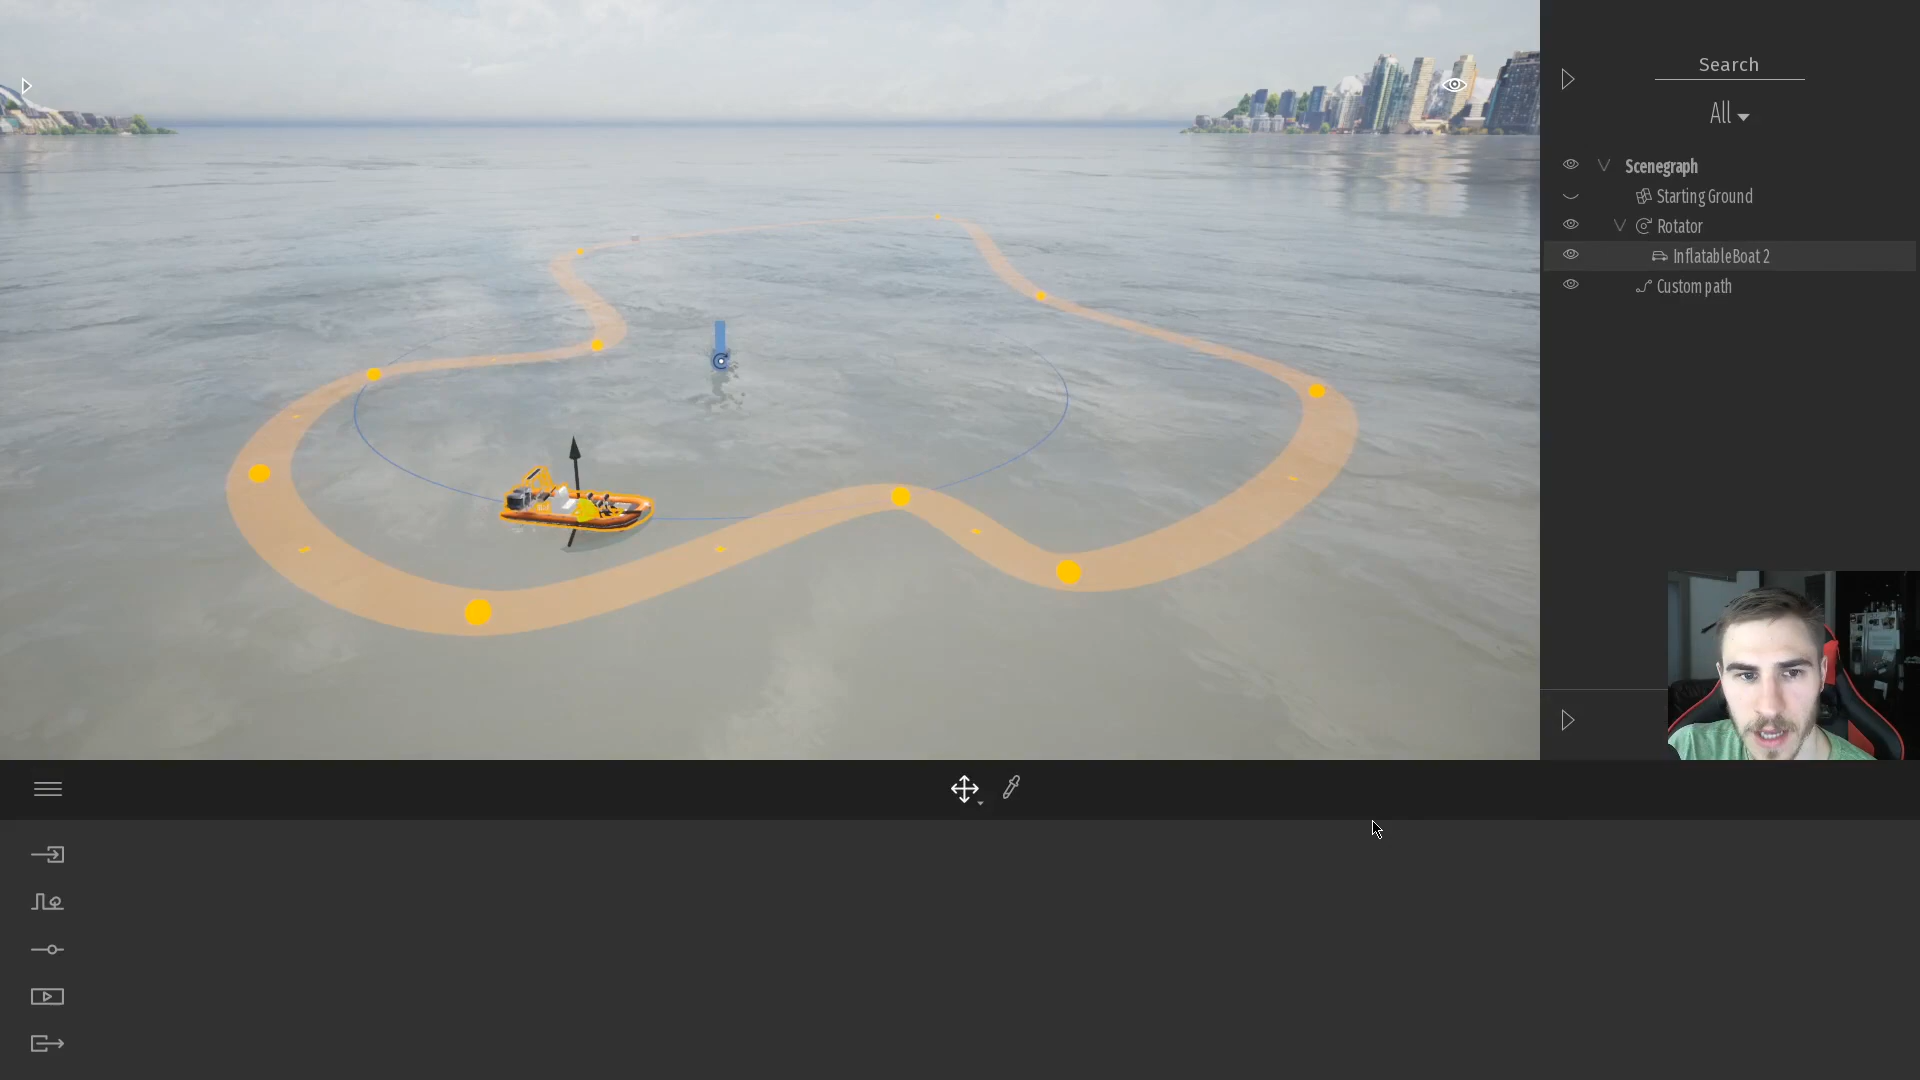 Search
All
Scenegraph
Starting Ground
Rotator
InflatableBoat 2
Custom path